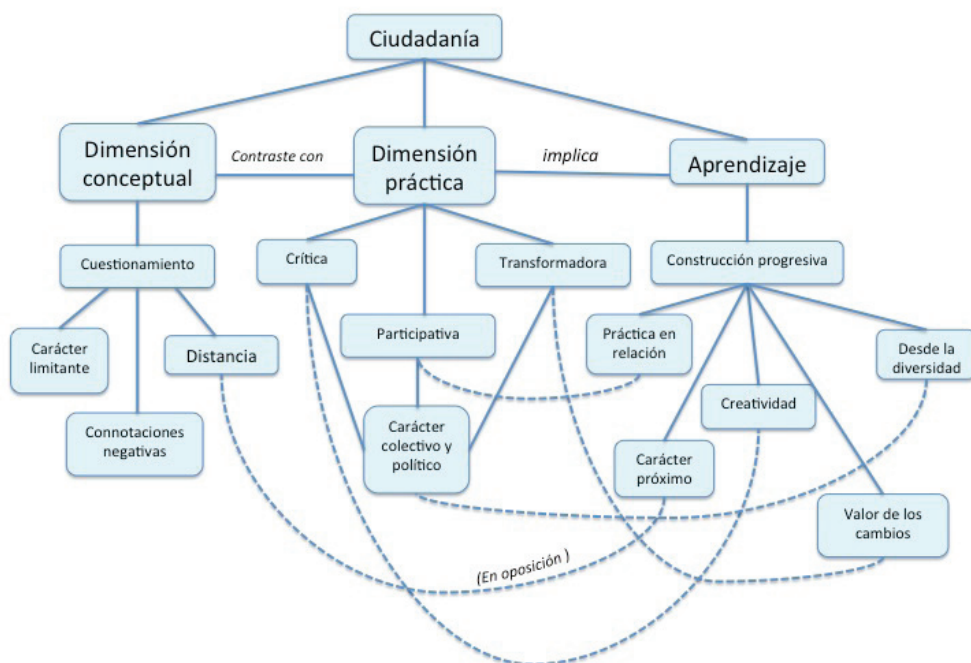 Ciudadanía
Dimensión
conceptual
Contraste con
Dimensión
práctica
implica
Aprendizaje
Cuestionamiento
Crítica
Transformadora
Construcción progresiva
Carácter
limitante
Distancia
Participativa
Práctica en
relación
Desde la
diversidad
Connotaciones
negativas
Carácter
colectivo y
político
Creatividad
Carácter
próximo
Valor de los
cambios
(En oposición )